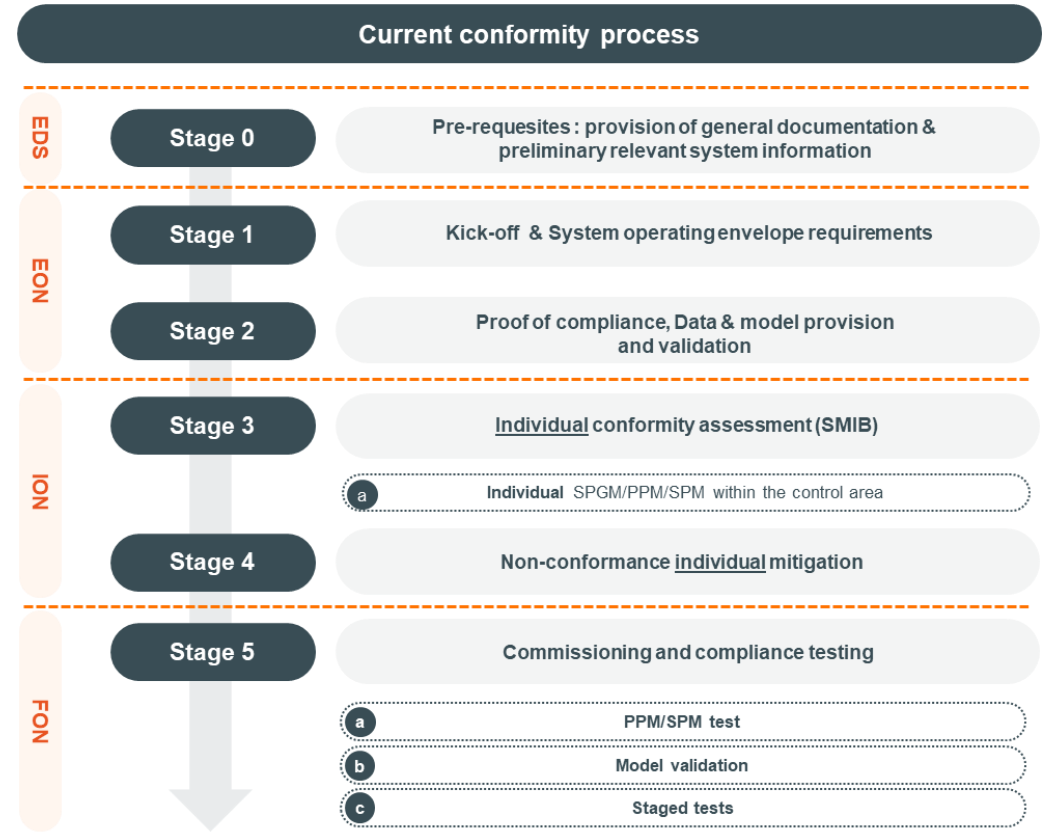 Current conformity process
EDS
Stage 0
Pre-requesites : provision of general documentation &
preliminary relevant system information
EON
Stage 1
Kick-off & System operating envelope requirements
Stage 2
Proof of compliance, Data & model provision
and validation
ION
Stage 3
Individual conformity assessment (SMIB)
a
Individual SPGM/PPM/SPM within the control area
Stage 4
Non-conformance individual mitigation
FON
Stage 5
Commissioning and compliance testing
a
PPM/SPM test
b
Model validation
c
Staged tests